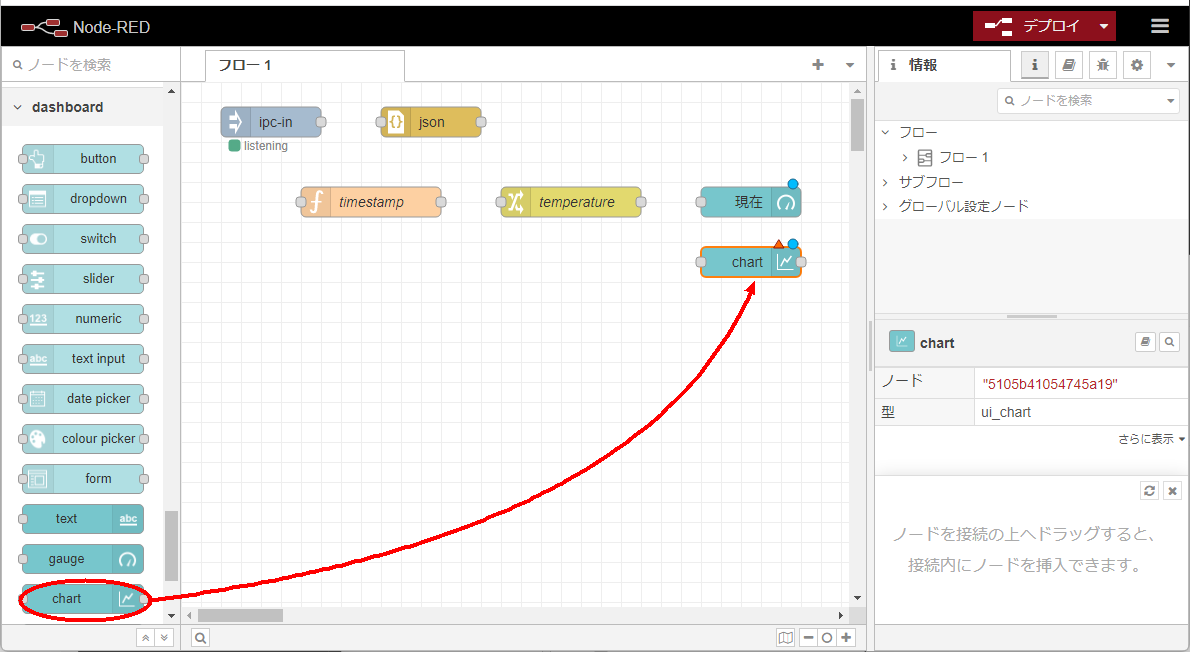 Node-RED
デプロイ
ノードを検索
フロー 1
情報
dashboard
button
dropdown
switch
slider
123
numeric
abc
text input
date picker
colour picker
form
text
abc
gauge
chart
ipc-in
listening
json
timestamp
temperature
現在
chart
ノードを検索
フロー
フロー 1
サブフロー
グローバル設定ノード
chart
ノード
"5105b41054745a19"
型
ui_chart
さらに表示
ノードを接続の上へドラッグすると、
接続内にノードを挿入できます。